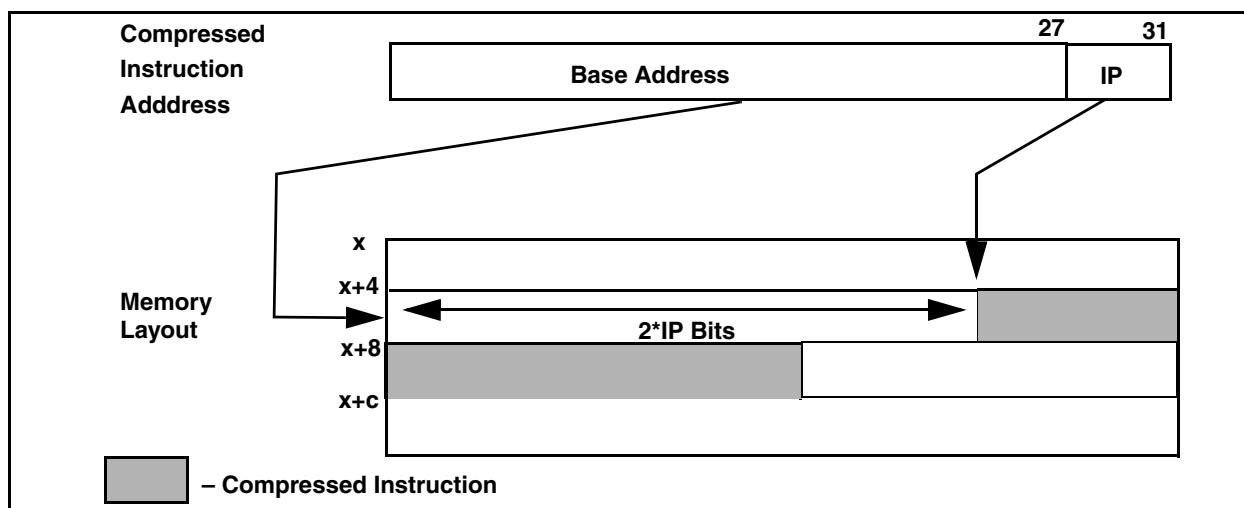 Compressed
Instruction
Adddress
27
31
Base Address
IP
x
x+4
Memory
Layout
2*IP Bits
x+8
x+c
– Compressed Instruction